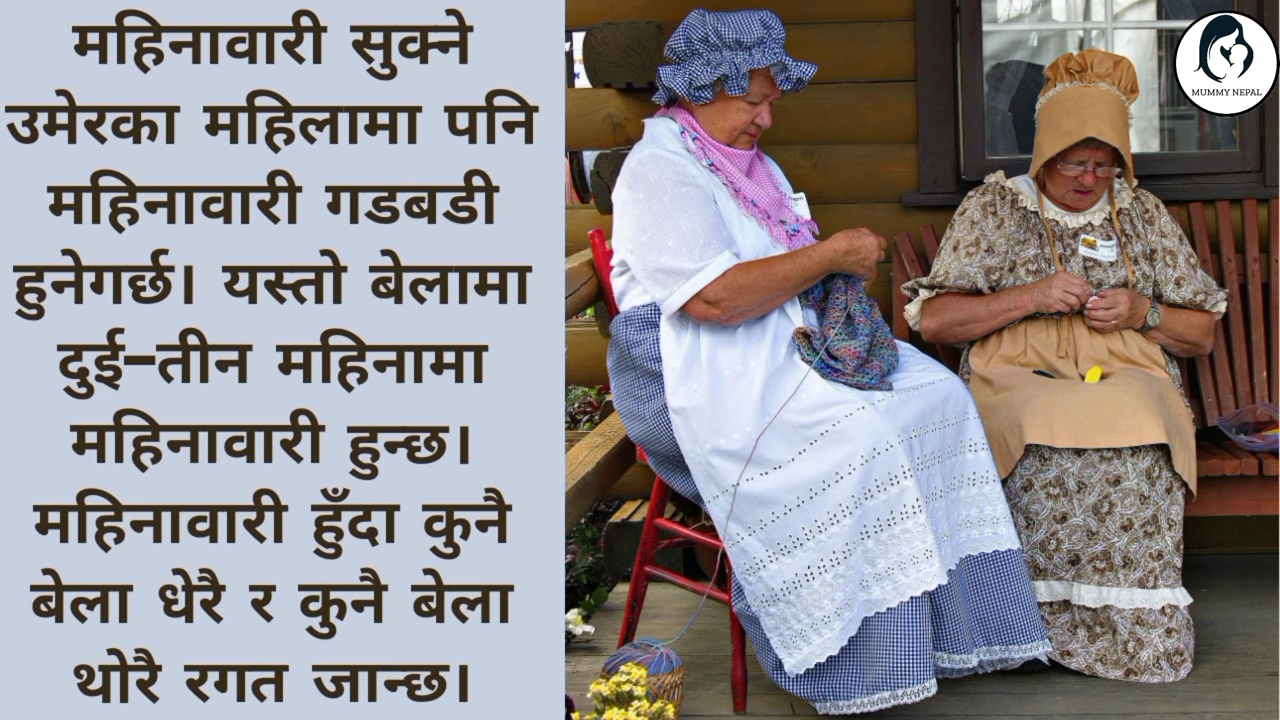 महिनावारी सुक्ने
उमेरका महिलामा पनि
महिनावारी गडबडी
हुनेगर्छ। यस्तो बेलामा
दुई–तीन महिनामा
महिनावारी हुन्छ।
महिनावारी हुँदा कुनै
बेला धेरै र कुनै बेला
थोरै रगत जान्छ।
MUMMY NEPAL